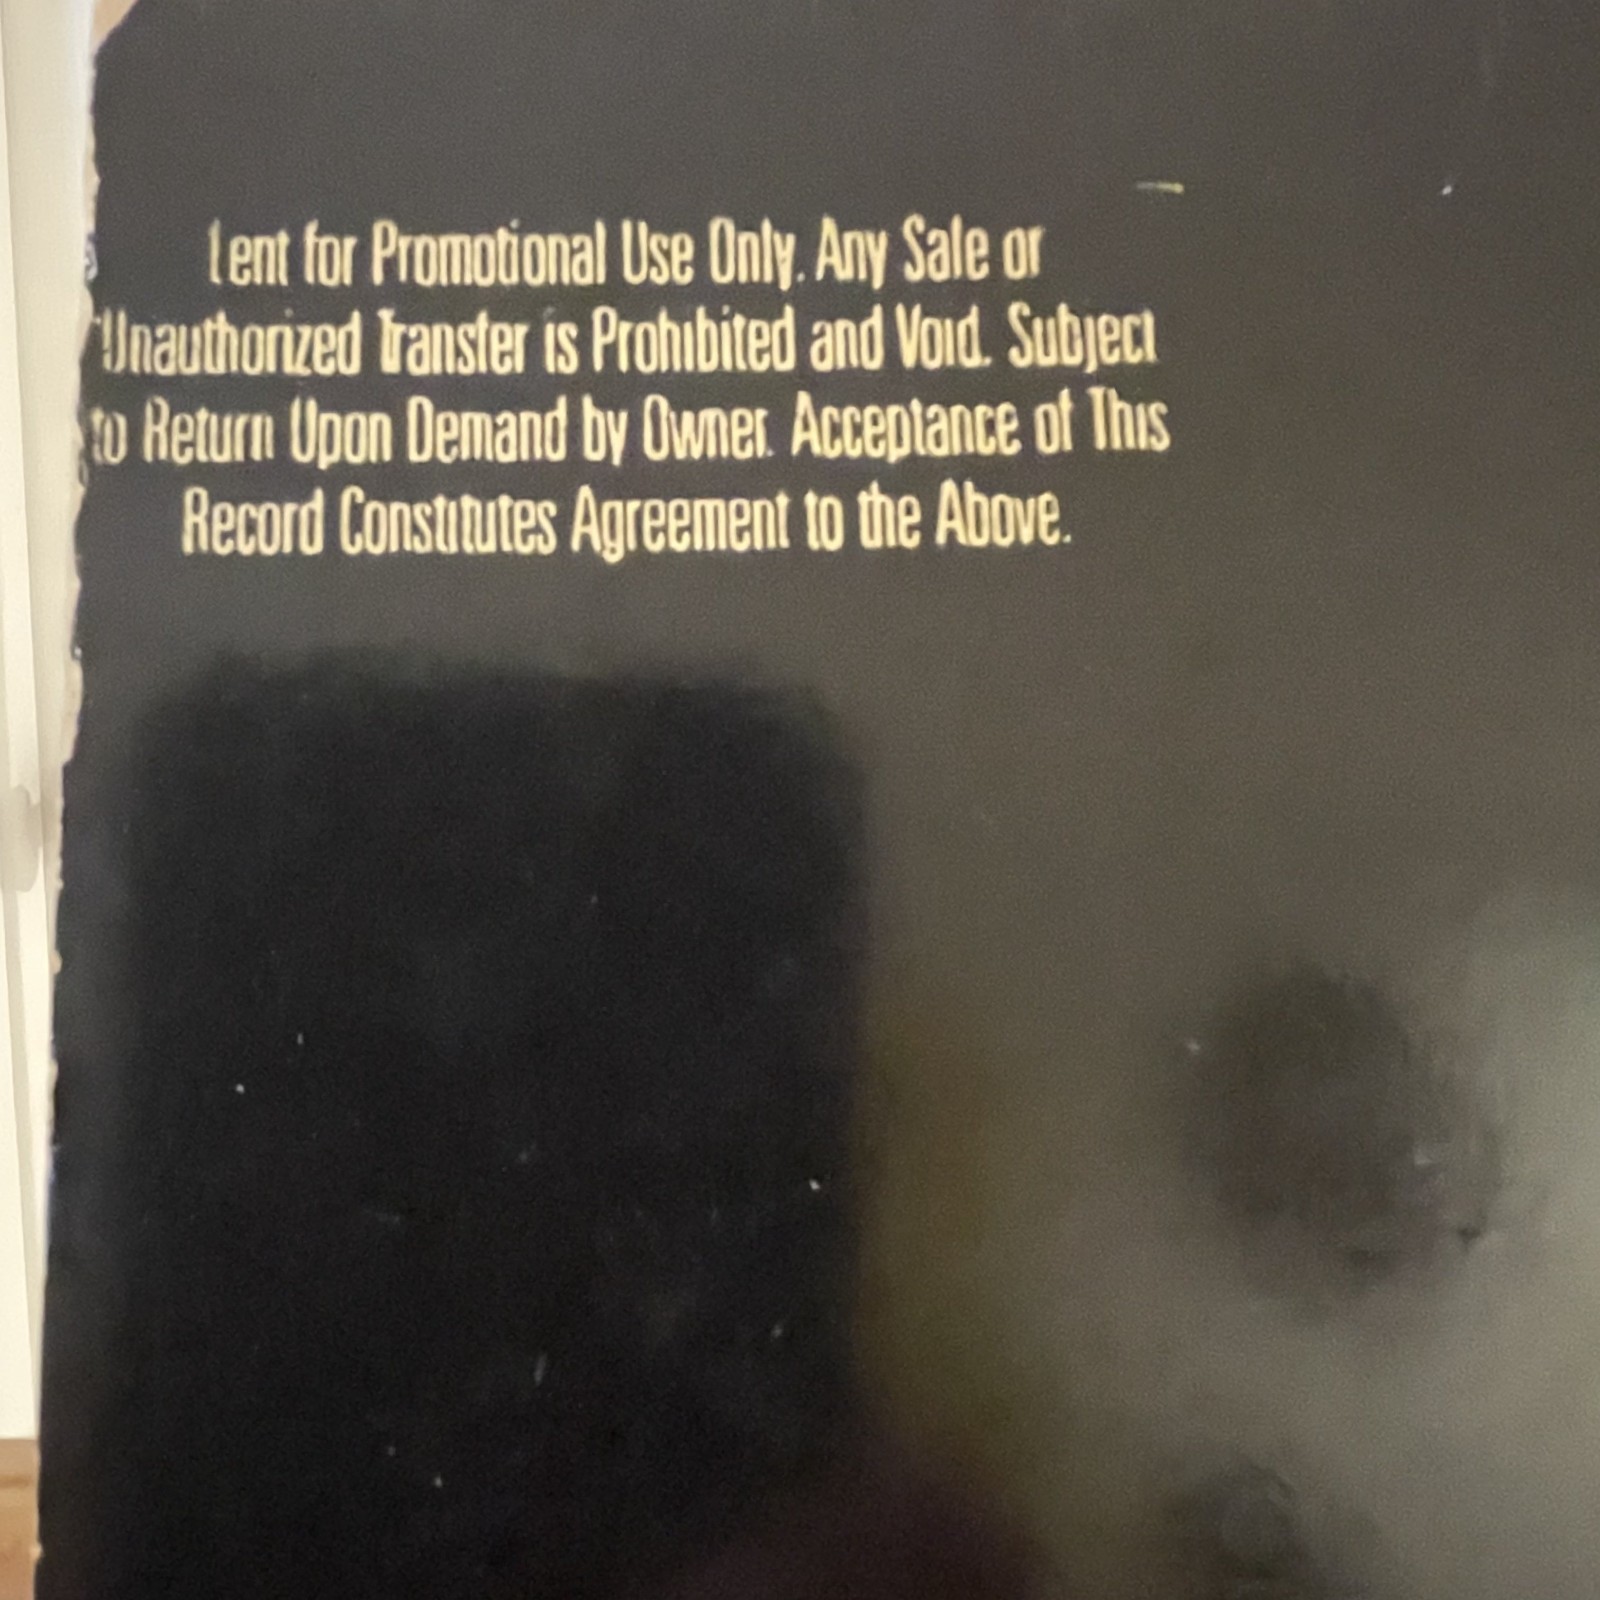 Lent for Promotional Use Only. Any Sale or
Unauthorized Transfer is Prohibited and Void. Subject
to Return Upon Demand by Owner. Acceptance of This
Record Constitutes Agreement to the Above.